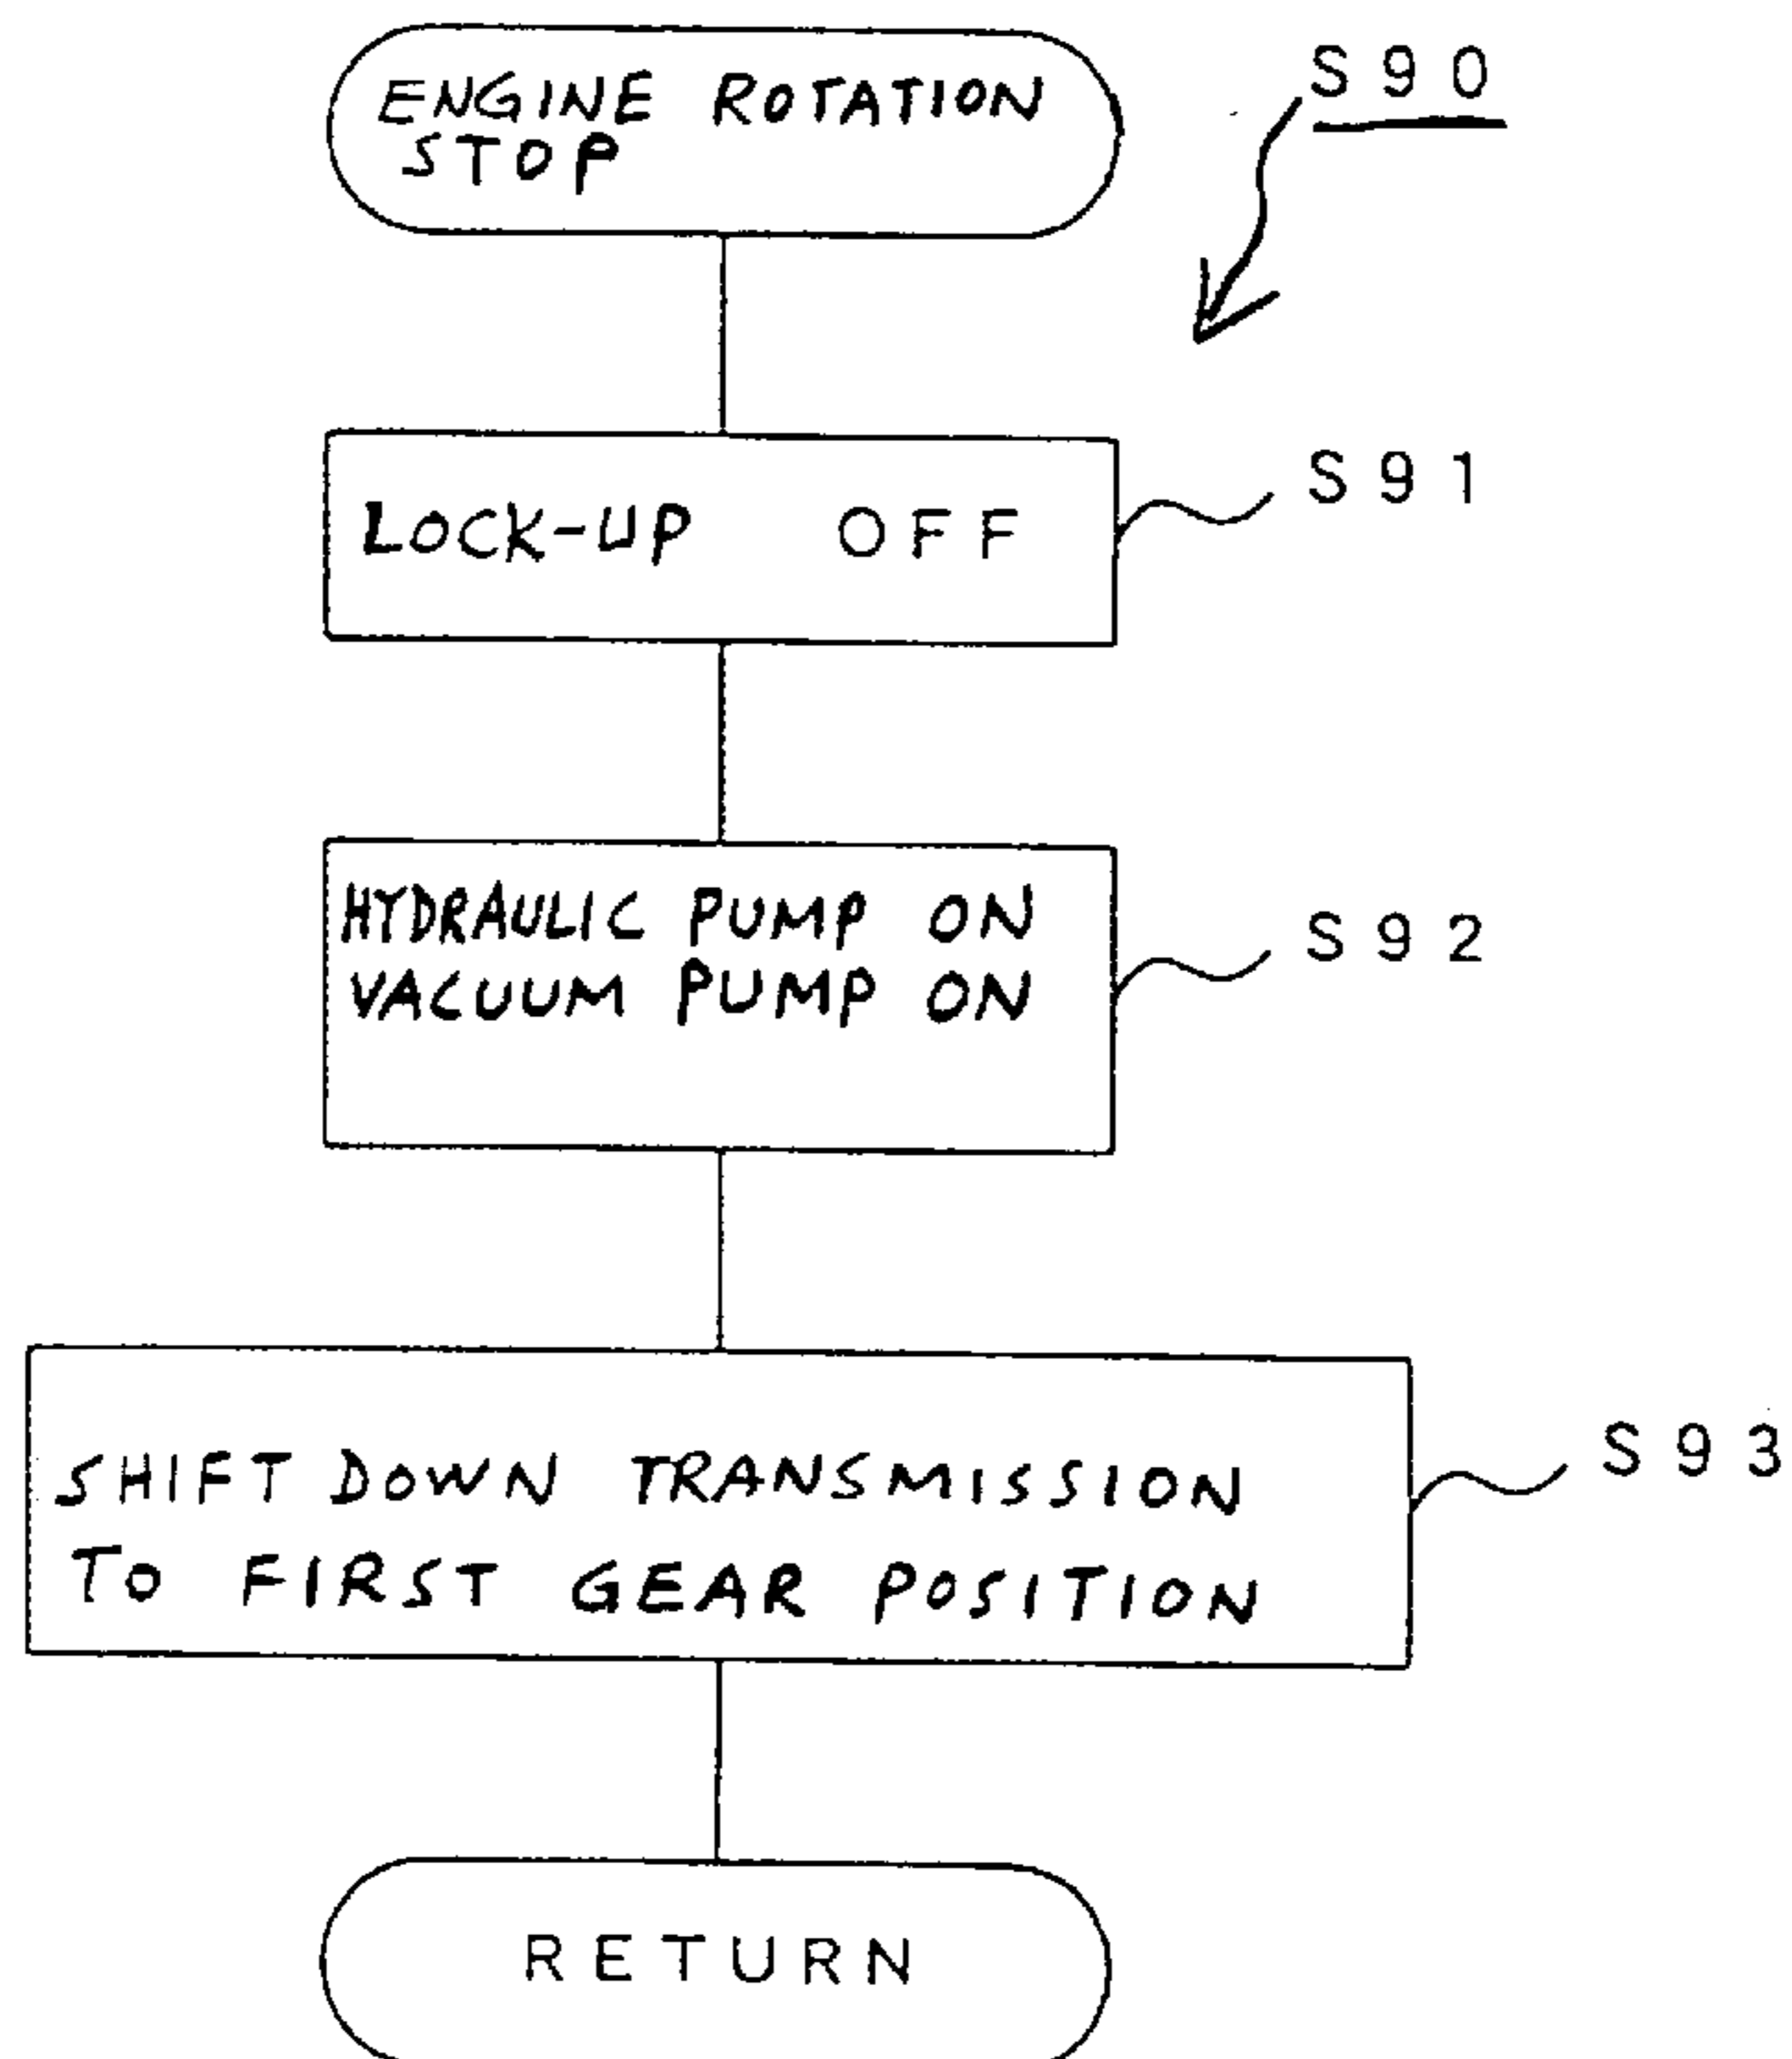 ENGINE ROTATION
STOP
S90
LOCK-UP OFF
S91
HYDRAULIC PUMP ON
VACUUM PUMP ON
S92
SHIFT DOWN TRANSMISSION
TO FIRST GEAR POSITION
S93
RETURN